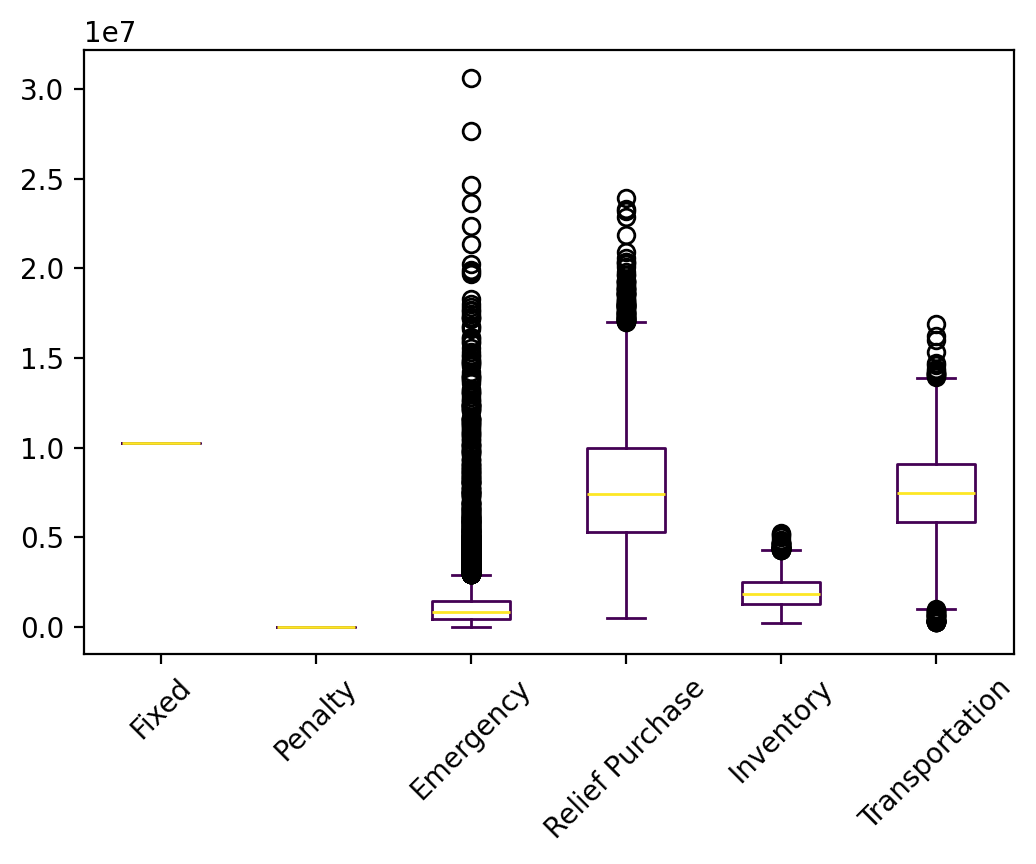 1e7
3.0
2.5
2.0
1.5
1.0
0.5
0.0
Fixed
Penalty
Emergency
Relief Purchase
Inventory
Transportation